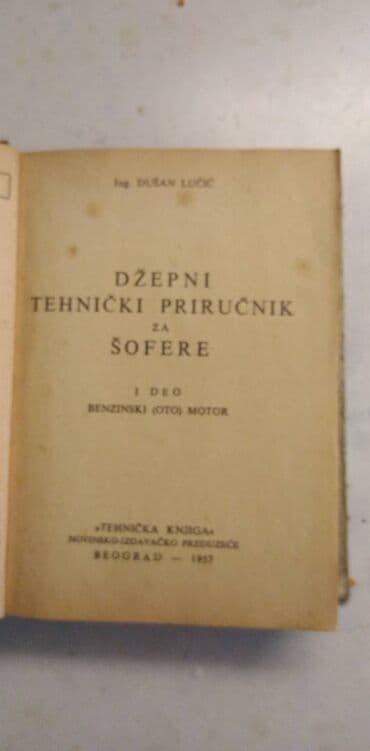 Ing. DUŠAN LUČIĆ
DŽEPNI
TEHNIČKI PRIRUČNIK
ZA
ŠOFERE
I DEO
BENZINSKI (OTO) MOTOR
»TEHNIČKA KNJIGA«
NOVINSKO-IZDAVAČKO PREDUZEĆE
BEOGRAD — 1957